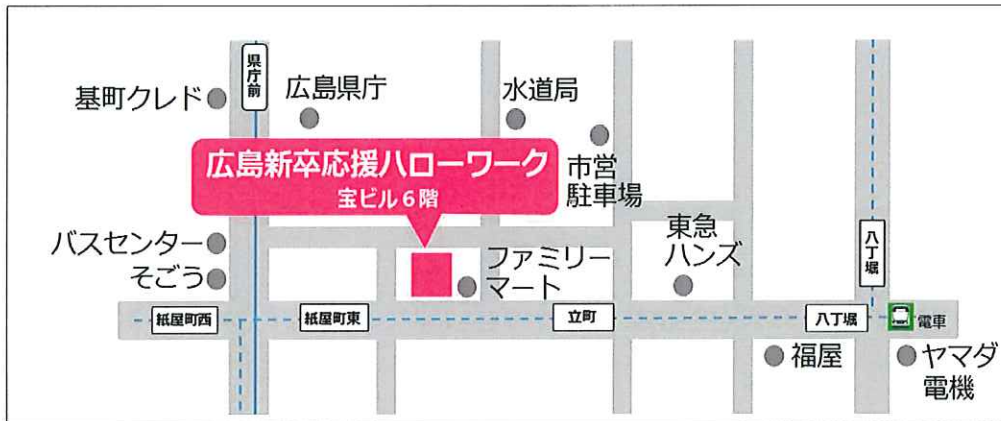 県庁前
基町クレド
広島県庁
水道局
広島新卒応援ハローワーク
宝ビル6階
市営
駐車場
バスセンター
そごう
ファミリー
マート
東急
ハンズ
八丁堀
紙屋町西
紙屋町東
立町
八丁堀
電車
福屋
ヤマダ
電機